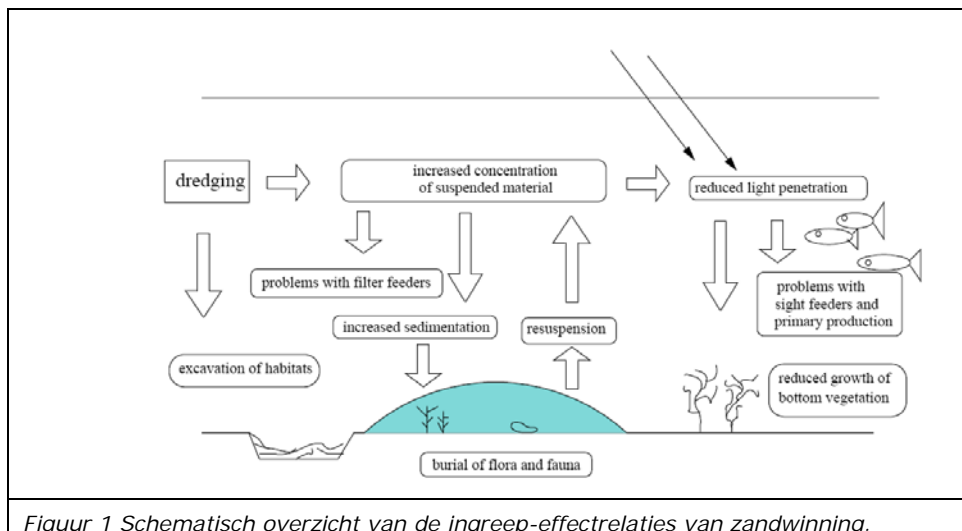 dredging
increased concentration
of suspended material
reduced light penetration
problems with filter feeders
problems with
sight feeders and
primary production
increased sedimentation
resuspension
excavation of habitats
reduced growth of
bottom vegetation
burial of flora and fauna
Figuur 1 Schematisch overzicht van de ingreep-effectrelaties van zandwinning.